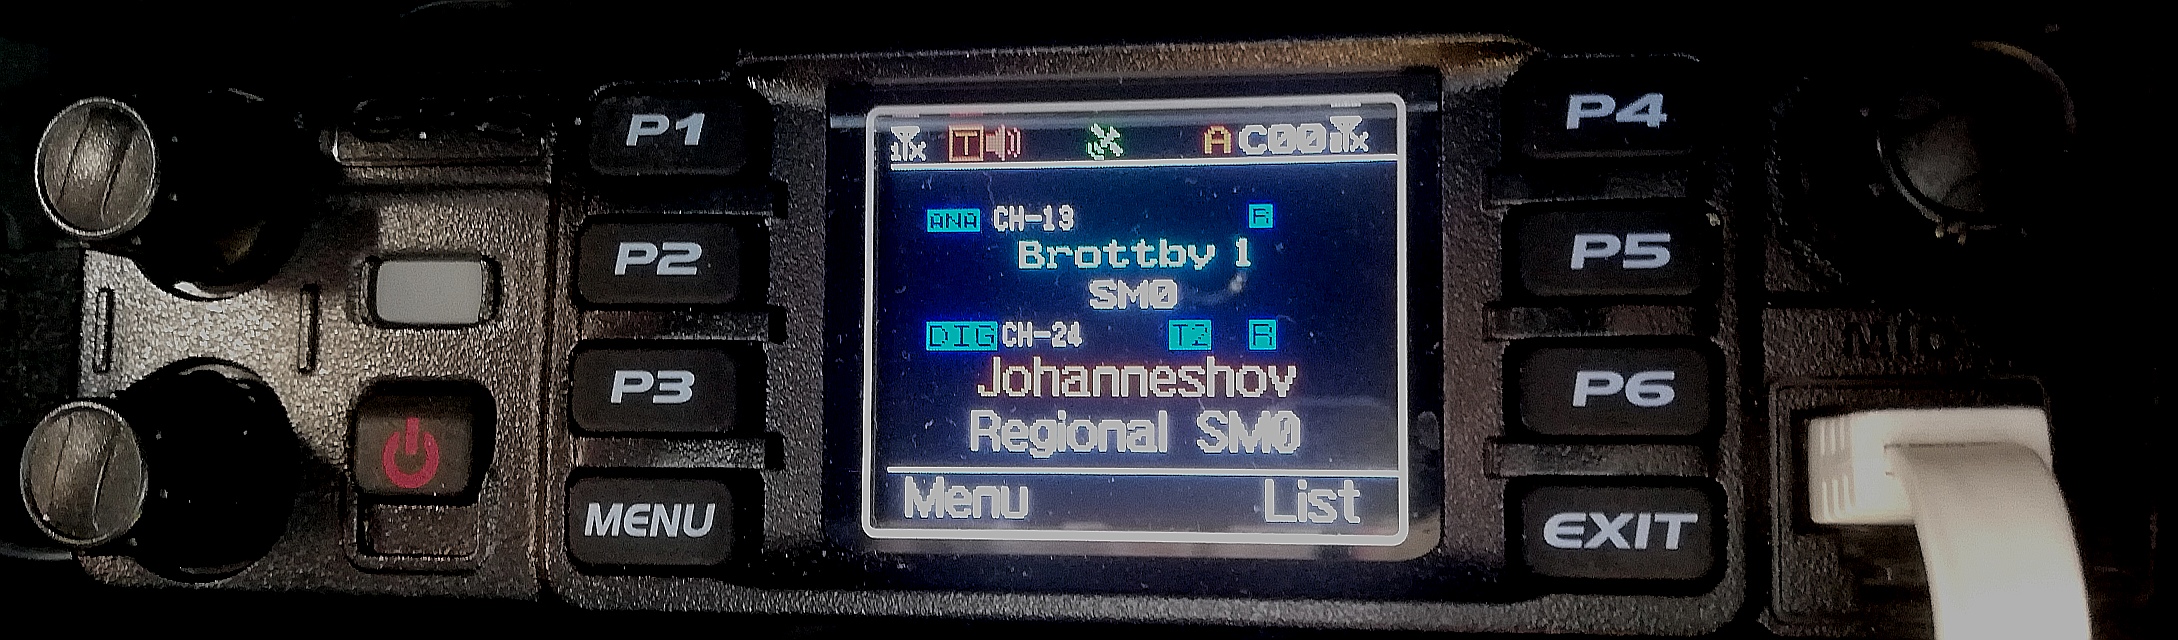 P1
P2
P3
MENU
T A C00
ANA CH-13 R
Brottby 1
SM0
DIG CH-24 T2 R
Johanneshov
Regional SM0
Menu List
P4
P5
P6
EXIT
MIC